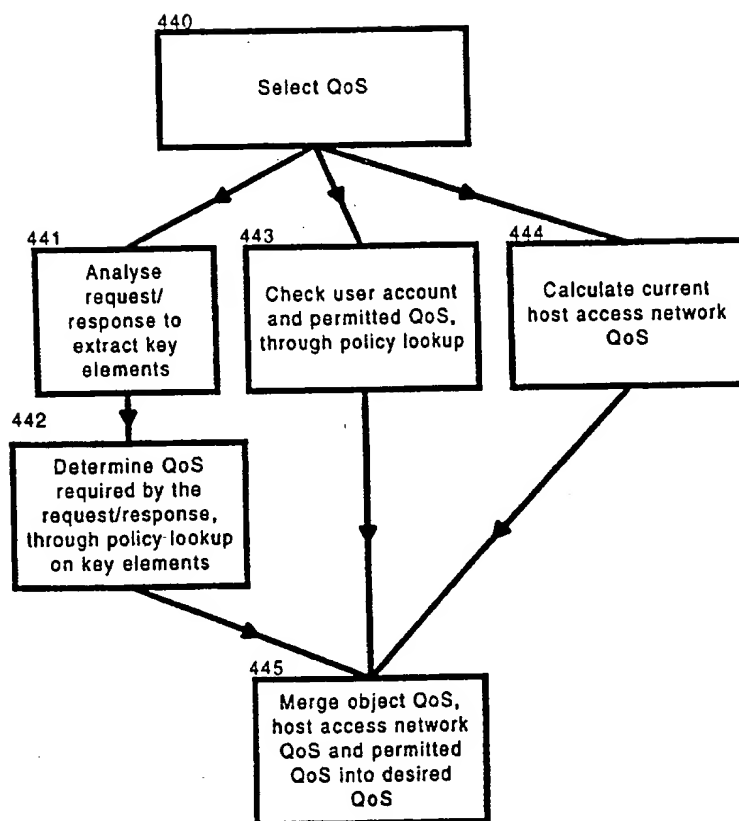 440
Select QoS
441
Analyse
request/
response to
extract key
elements
443
Check user account
and permitted QoS,
through policy lookup
444
Calculate current
host access network
QoS
442
Determine QoS
required by the
request/response,
through policy lookup
on key elements
445
Merge object QoS,
host access network
QoS and permitted
QoS into desired
QoS